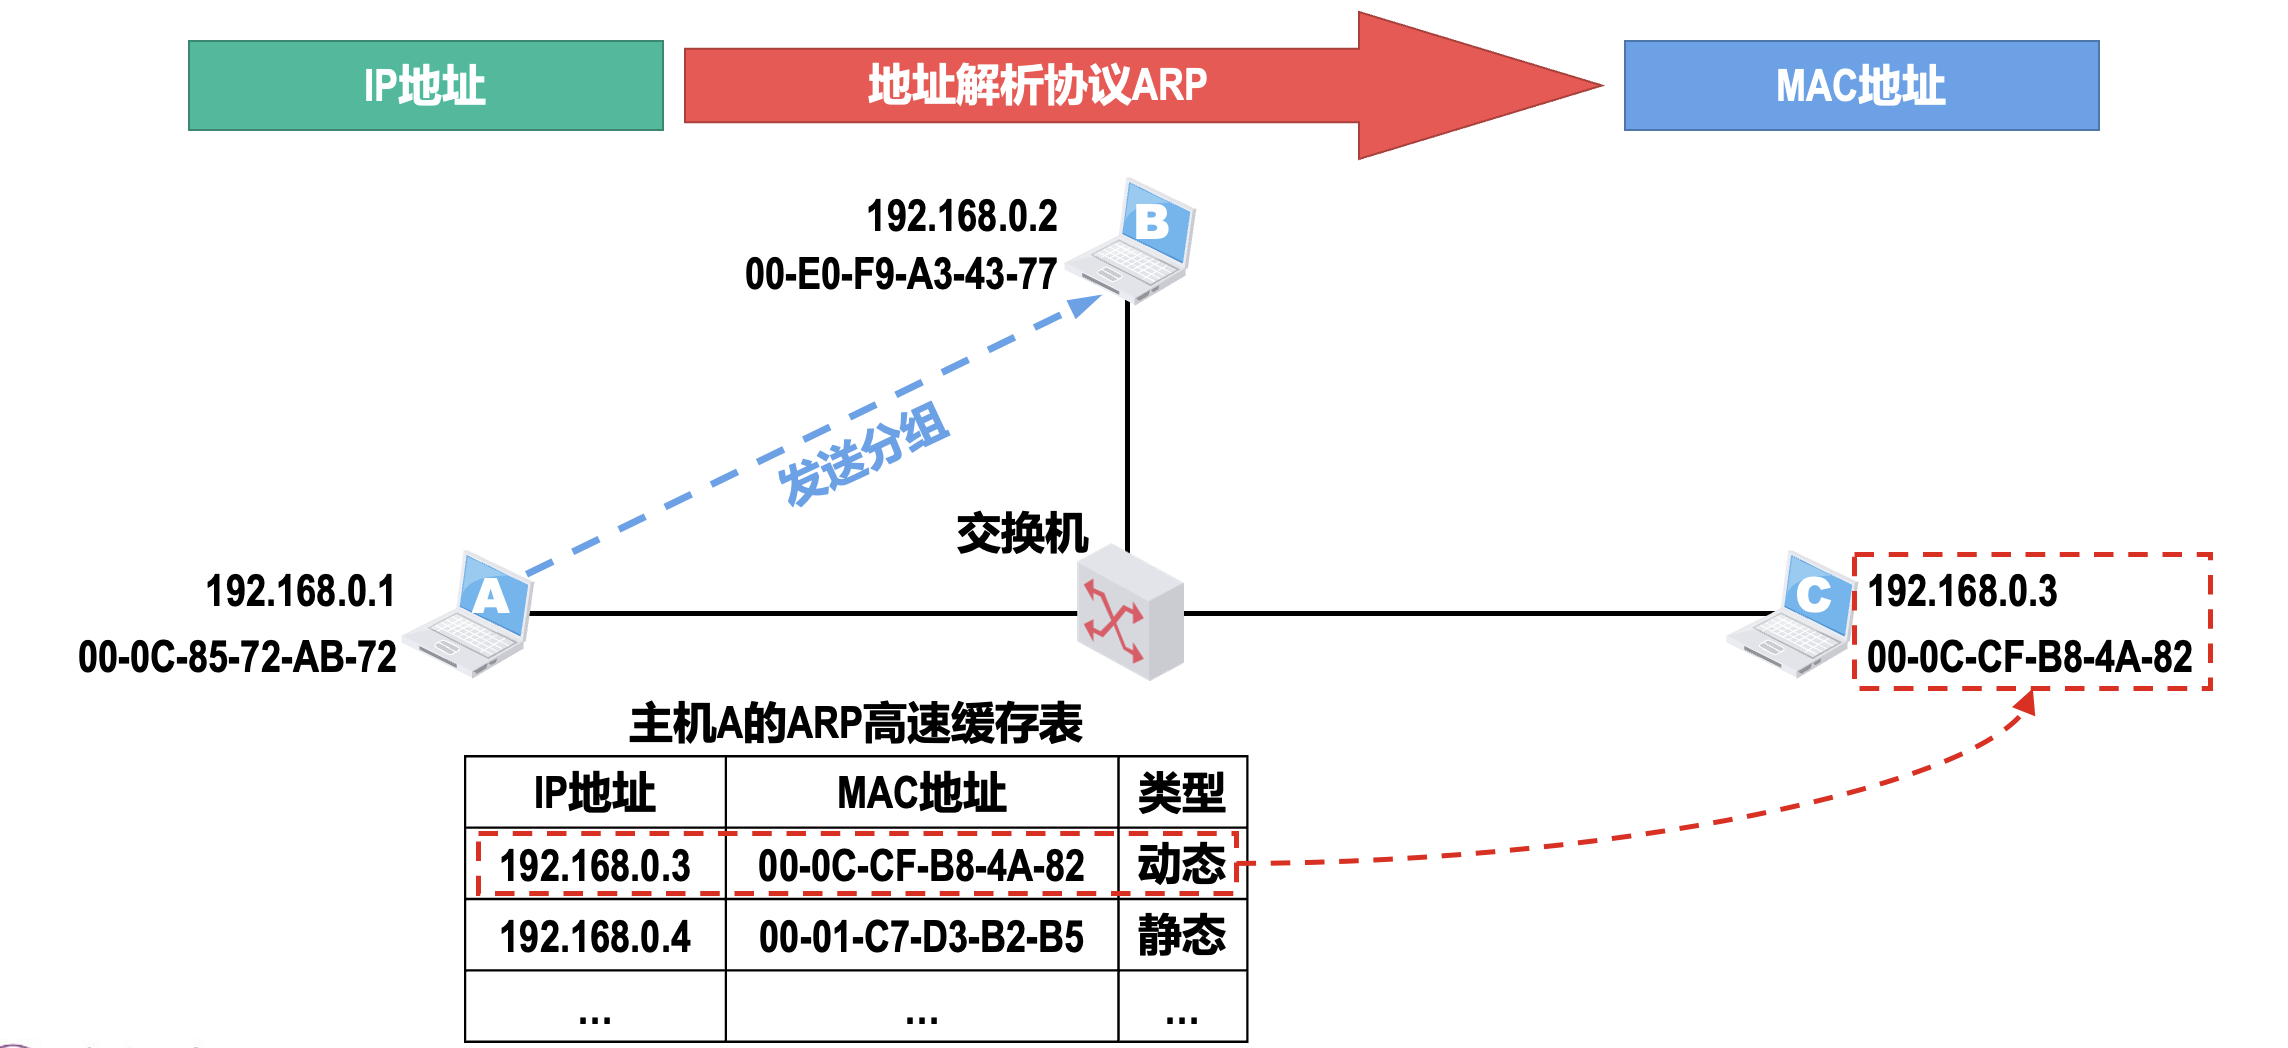 IP地址
地址解析协议ARP
MAC地址
192.168.0.2
00-E0-F9-A3-43-77
B
发送分组
交换机
192.168.0.1
00-0C-85-72-AB-72
A
C
192.168.0.3
00-0C-CF-B8-4A-82
主机A的ARP高速缓存表
IP地址 MAC地址 类型
192.168.0.3 00-0C-CF-B8-4A-82 动态
192.168.0.4 00-01-C7-D3-B2-B5 静态
... ... ...